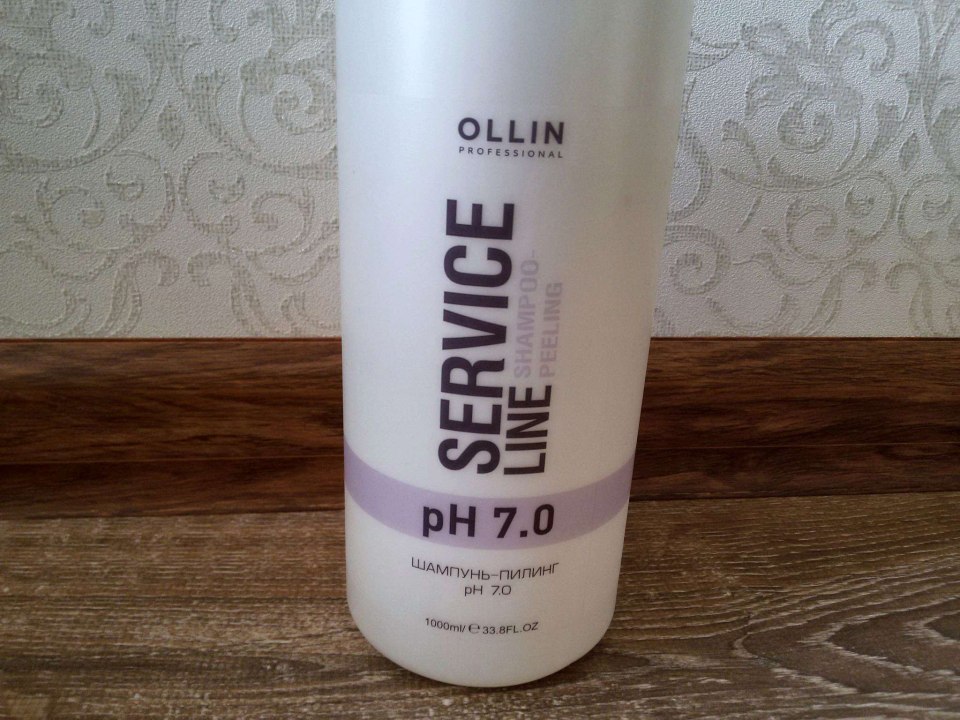 OLLIN
PROFESSIONAL
SERVICE
LINE
SHAMPOO-
PEELING
pH 7.0
ШАМПУНЬ-ПИЛИНГ
pH 7.0
1000ml/ ℮ 33.8FL.OZ